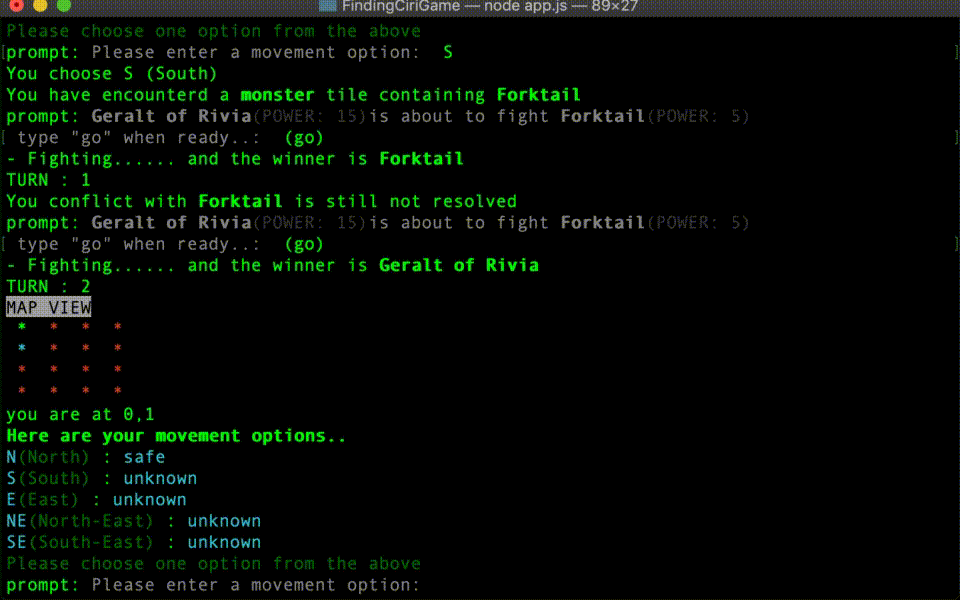 FindingCiriGame — node app.js — 89×27
Please choose one option from the above
prompt: Please enter a movement option:  S
You choose S (South)
You have encounterd a monster tile containing Forktail
prompt: Geralt of Rivia(POWER: 15)is about to fight Forktail(POWER: 5)
[ type "go" when ready..:  (go) ]
- Fighting...... and the winner is Forktail
TURN : 1
You conflict with Forktail is still not resolved
prompt: Geralt of Rivia(POWER: 15)is about to fight Forktail(POWER: 5)
[ type "go" when ready..:  (go) ]
- Fighting...... and the winner is Geralt of Rivia
TURN : 2
MAP VIEW
* * * *
* * * *
* * * *
* * * *
you are at 0,1
Here are your movement options..
N(North) : safe
S(South) : unknown
E(East) : unknown
NE(North-East) : unknown
SE(South-East) : unknown
Please choose one option from the above
prompt: Please enter a movement option: